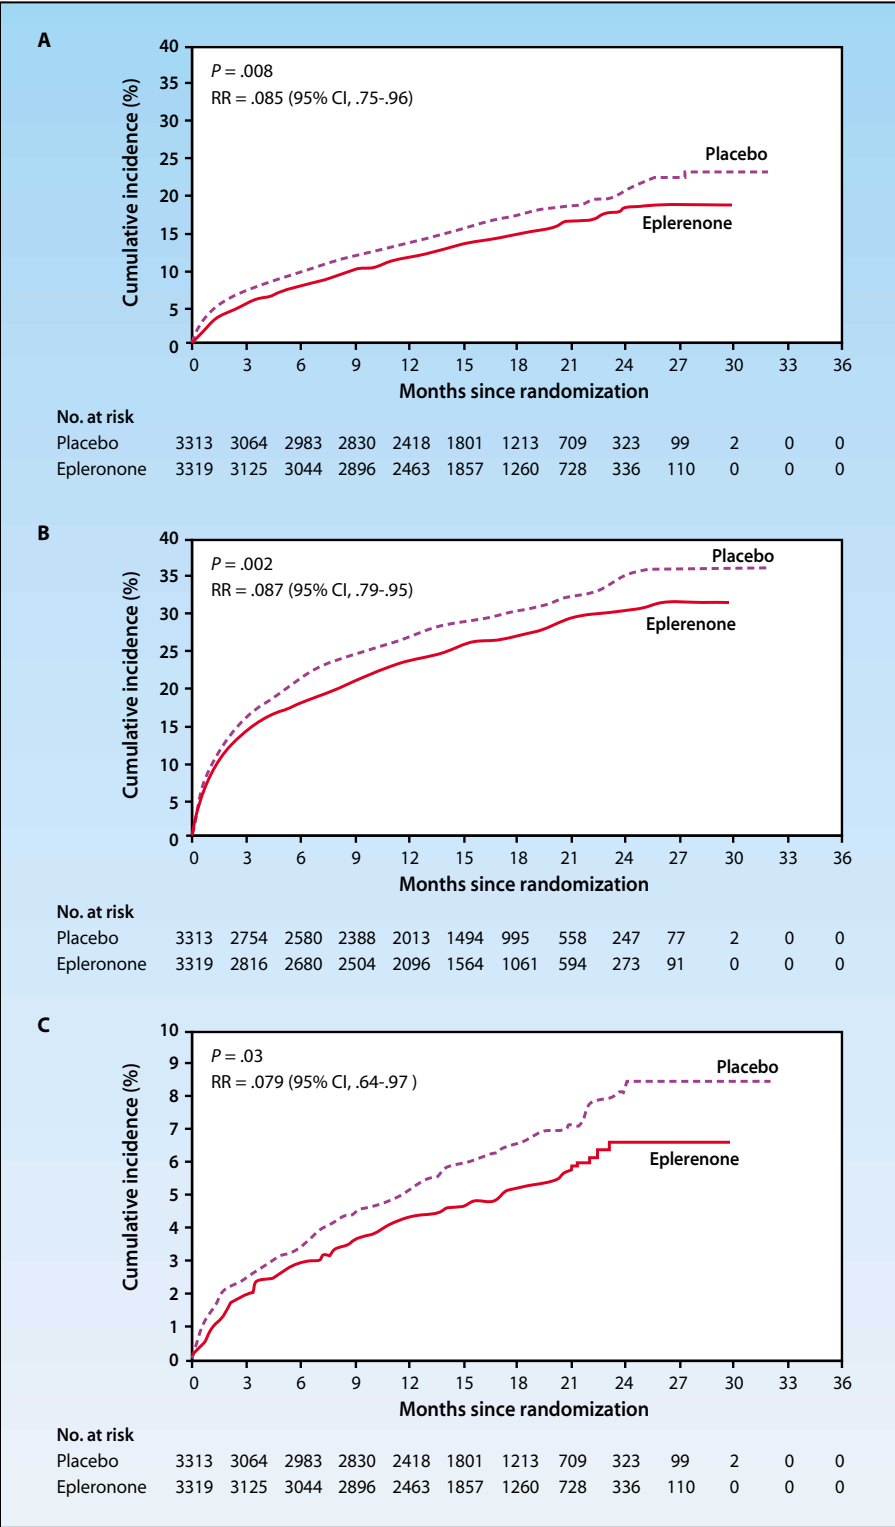 A
40
35
30
25
20
15
10
5
0
Cumulative incidence (%)
P = .008
RR = .085 (95% CI, .75-.96)
Placebo
Eplerenone
0 3 6 9 12 15 18 21 24 27 30 33 36
Months since randomization
No. at risk
Placebo 3313 3064 2983 2830 2418 1801 1213 709 323 99 2 0 0
Epleronone 3319 3125 3044 2896 2463 1857 1260 728 336 110 0 0 0
B
40
35
30
25
20
15
10
5
0
Cumulative incidence (%)
P = .002
RR = .087 (95% CI, .79-.95)
Placebo
Eplerenone
0 3 6 9 12 15 18 21 24 27 30 33 36
Months since randomization
No. at risk
Placebo 3313 2754 2580 2388 2013 1494 995 558 247 77 2 0 0
Epleronone 3319 2816 2680 2504 2096 1564 1061 594 273 91 0 0 0
C
10
9
8
7
6
5
4
3
2
1
0
Cumulative incidence (%)
P = .03
RR = .079 (95% CI, .64-.97 )
Placebo
Eplerenone
0 3 6 9 12 15 18 21 24 27 30 33 36
Months since randomization
No. at risk
Placebo 3313 3064 2983 2830 2418 1801 1213 709 323 99 2 0 0
Epleronone 3319 3125 3044 2896 2463 1857 1260 728 336 110 0 0 0